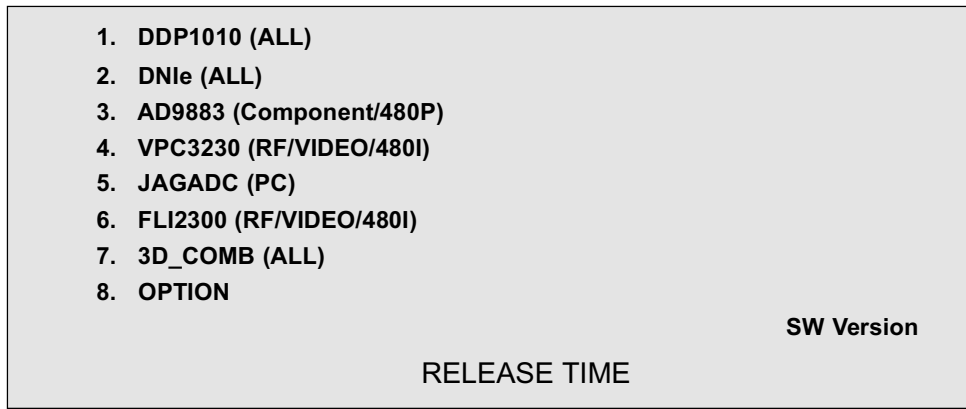 1. DDP1010 (ALL)
2. DNIe (ALL)
3. AD9883 (Component/480P)
4. VPC3230 (RF/VIDEO/480I)
5. JAGADC (PC)
6. FLI2300 (RF/VIDEO/480I)
7. 3D_COMB (ALL)
8. OPTION
SW Version
RELEASE TIME